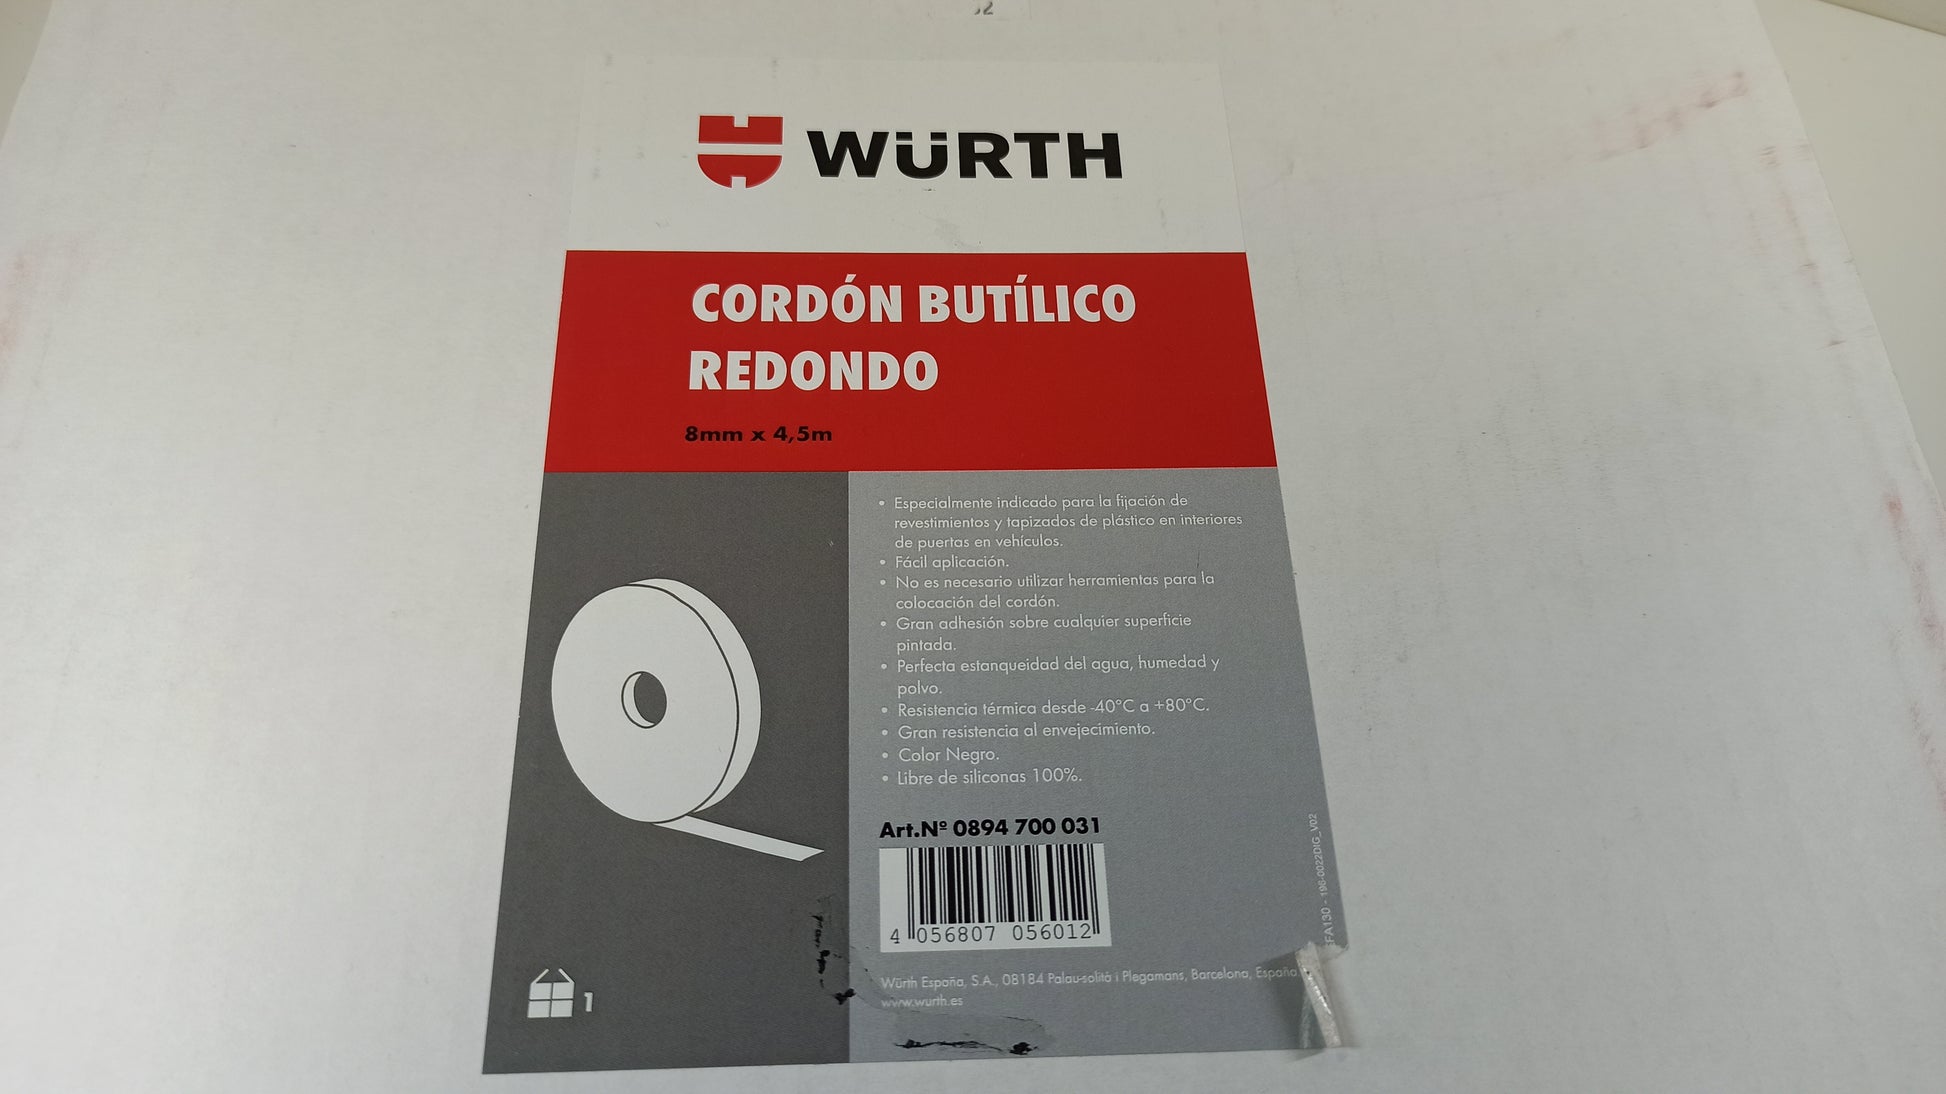 WÜRTH
CORDÓN BUTÍLICO
REDONDO
8mm x 4,5m
• Especialmente indicado para la fijación de
revestimientos y tapizados de plástico en interiores
de puertas en vehículos.
• Fácil aplicación.
• No es necesario utilizar herramientas para la
colocación del cordón.
• Gran adhesión sobre cualquier superficie
pintada.
• Perfecta estanqueidad del agua, humedad y
polvo.
• Resistencia térmica desde -40°C a +80°C.
• Gran resistencia al envejecimiento.
• Color Negro.
• Libre de siliconas 100%.
Art.Nº 0894 700 031
4 056807 056012
Würth España, S.A., 08184 Palau-solità i Plegamans, Barcelona, España.
www.wurth.es
1